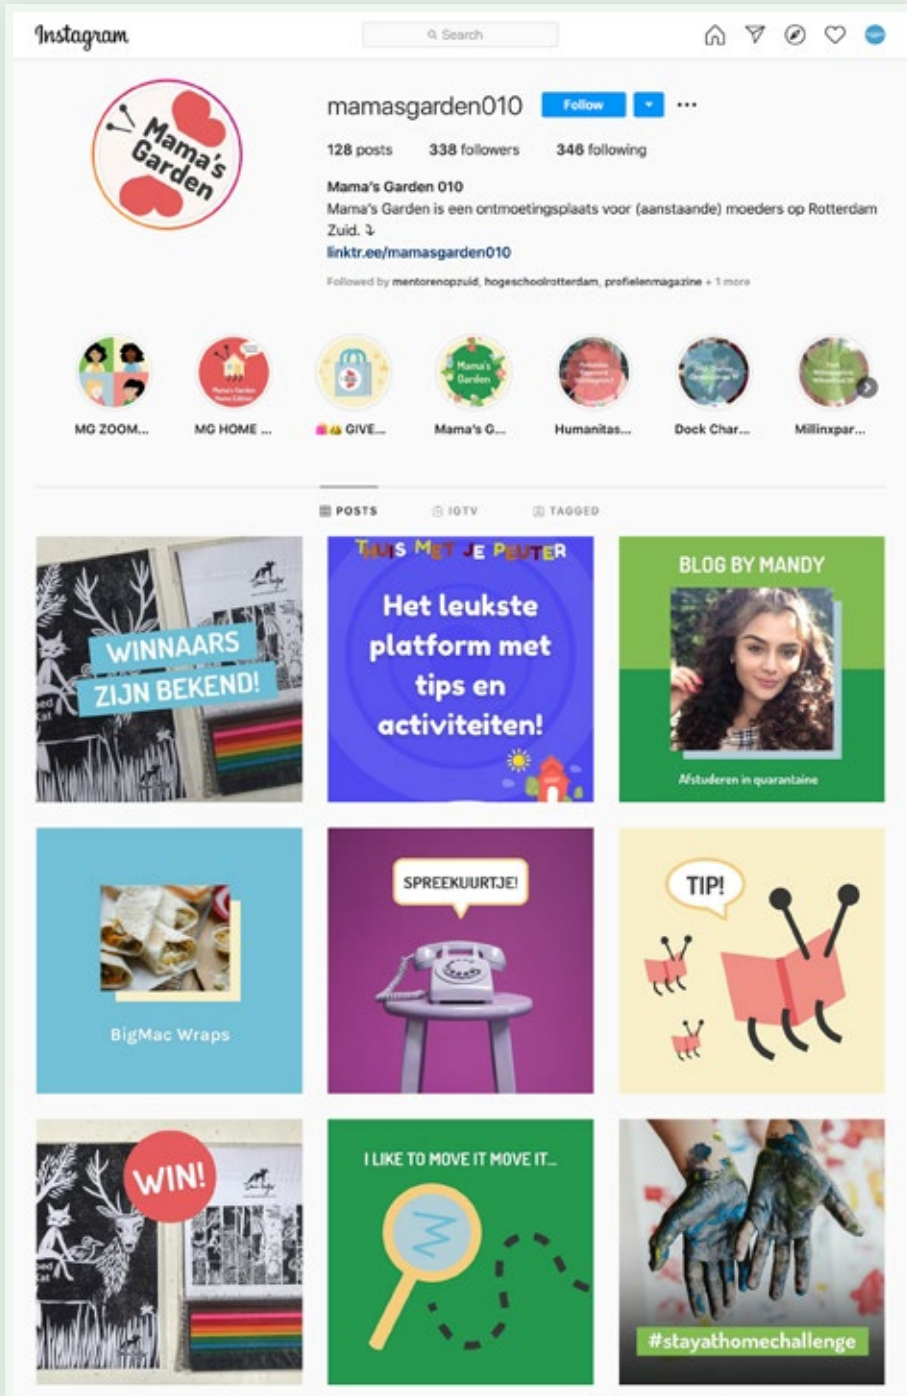 Instagram
Search
mamasgarden010 Follow
128 posts 338 followers 346 following
Mama's Garden 010
Mama's Garden is een ontmoetingsplaats voor (aanstaande) moeders op Rotterdam
Zuid. ⤵
linktr.ee/mamasgarden010
Followed by mentorenopzuid, hogeschoolrotterdam, profielenmagazine + 1 more
Mama's
Garden
Mama's
Garden
MG ZOOM... MG HOME ... GIVE... Mama's G... Humanitas... Dock Char... Millinxpar...
POSTS IGTV TAGGED
WINNAARS
ZIJN BEKEND!
THUIS MET JE PEUTER
Het leukste
platform met
tips en
activiteiten!
BLOG BY MANDY
Afstuderen in quarantaine
BigMac Wraps
SPREEKUURTJE!
TIP!
WIN!
I LIKE TO MOVE IT MOVE IT...
#stayathomechallenge